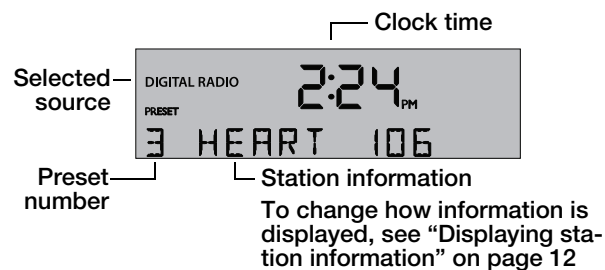 Clock time
Selected
source
DIGITAL RADIO
2:24 PM
PRESET
3 HEART 106
Preset
number
Station information
To change how information is
displayed, see “Displaying sta-
tion information” on page 12